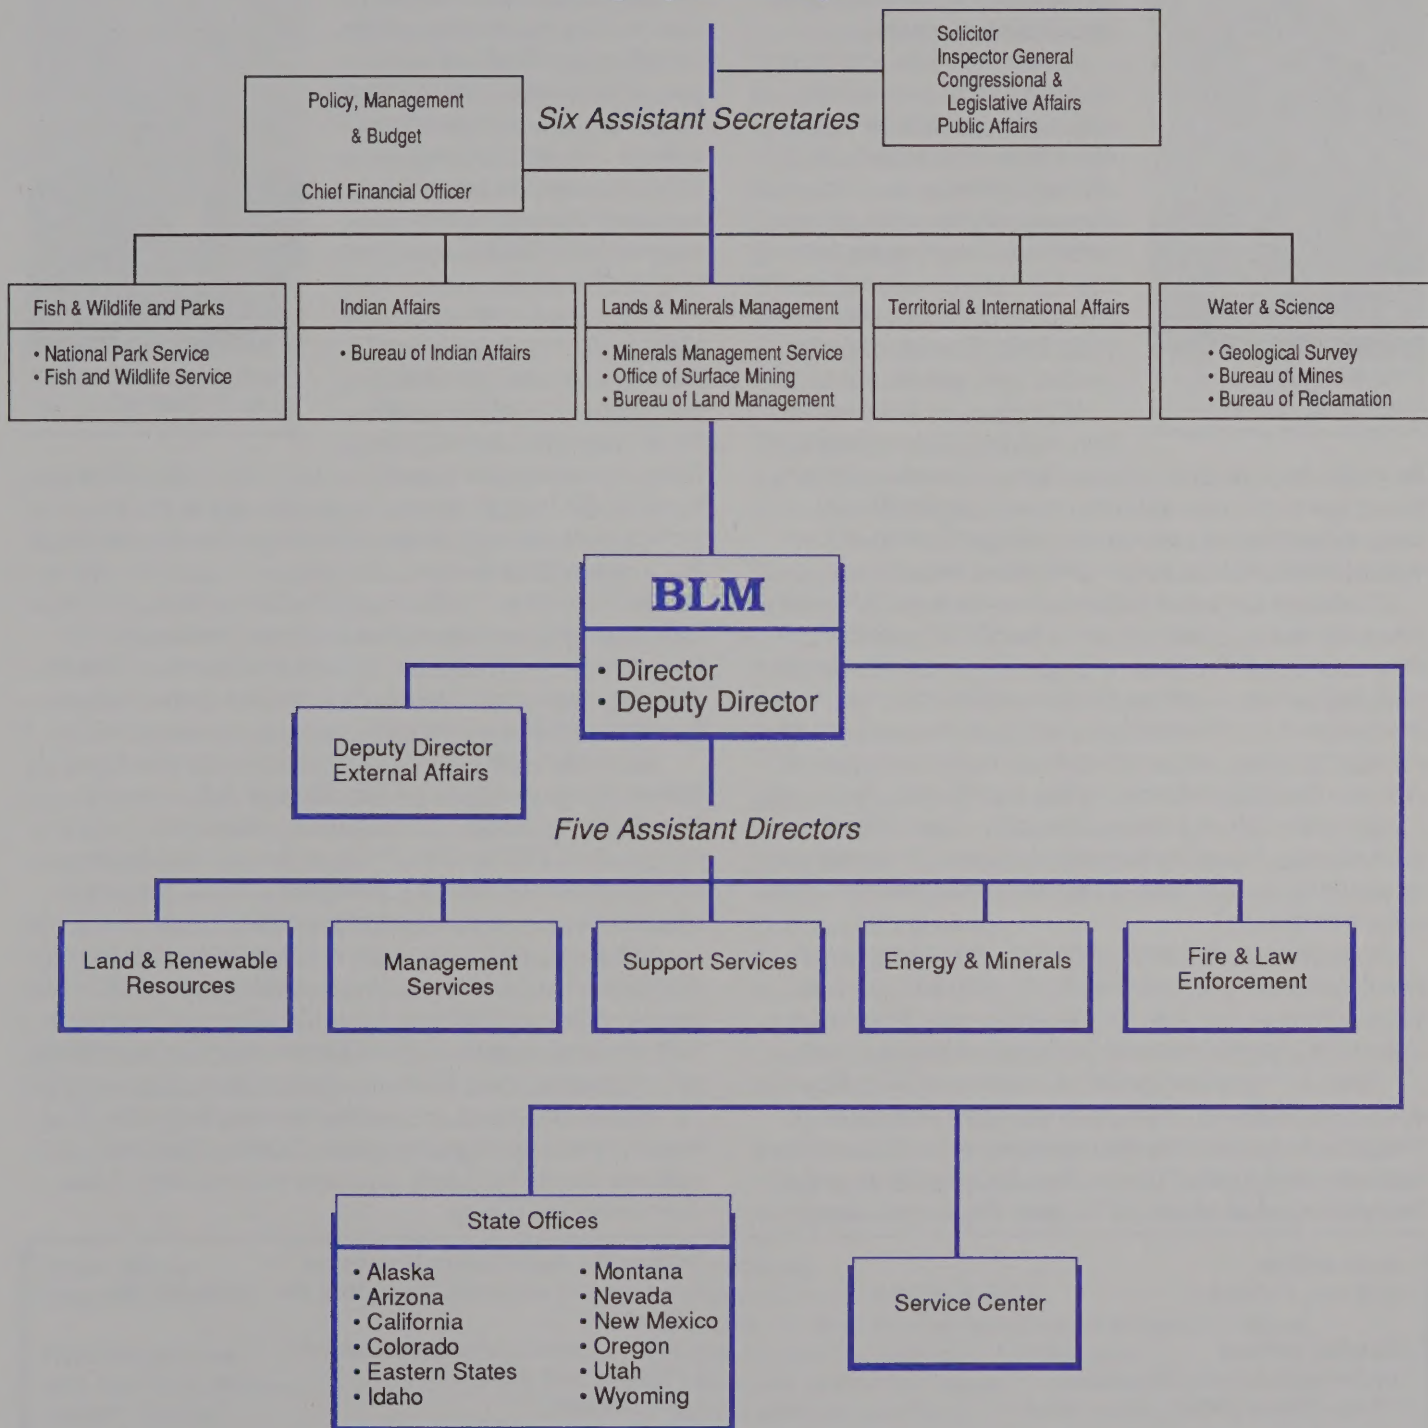 Solicitor
Inspector General
Congressional &
Legislative Affairs
Public Affairs
Policy, Management
& Budget
Chief Financial Officer
Six Assistant Secretaries
Fish & Wildlife and Parks
• National Park Service
• Fish and Wildlife Service
Indian Affairs
• Bureau of Indian Affairs
Lands & Minerals Management
• Minerals Management Service
• Office of Surface Mining
• Bureau of Land Management
Territorial & International Affairs
Water & Science
• Geological Survey
• Bureau of Mines
• Bureau of Reclamation
BLM
• Director
• Deputy Director
Deputy Director
External Affairs
Five Assistant Directors
Land & Renewable
Resources
Management
Services
Support Services
Energy & Minerals
Fire & Law
Enforcement
State Offices
• Alaska
• Arizona
• California
• Colorado
• Eastern States
• Idaho
• Montana
• Nevada
• New Mexico
• Oregon
• Utah
• Wyoming
Service Center